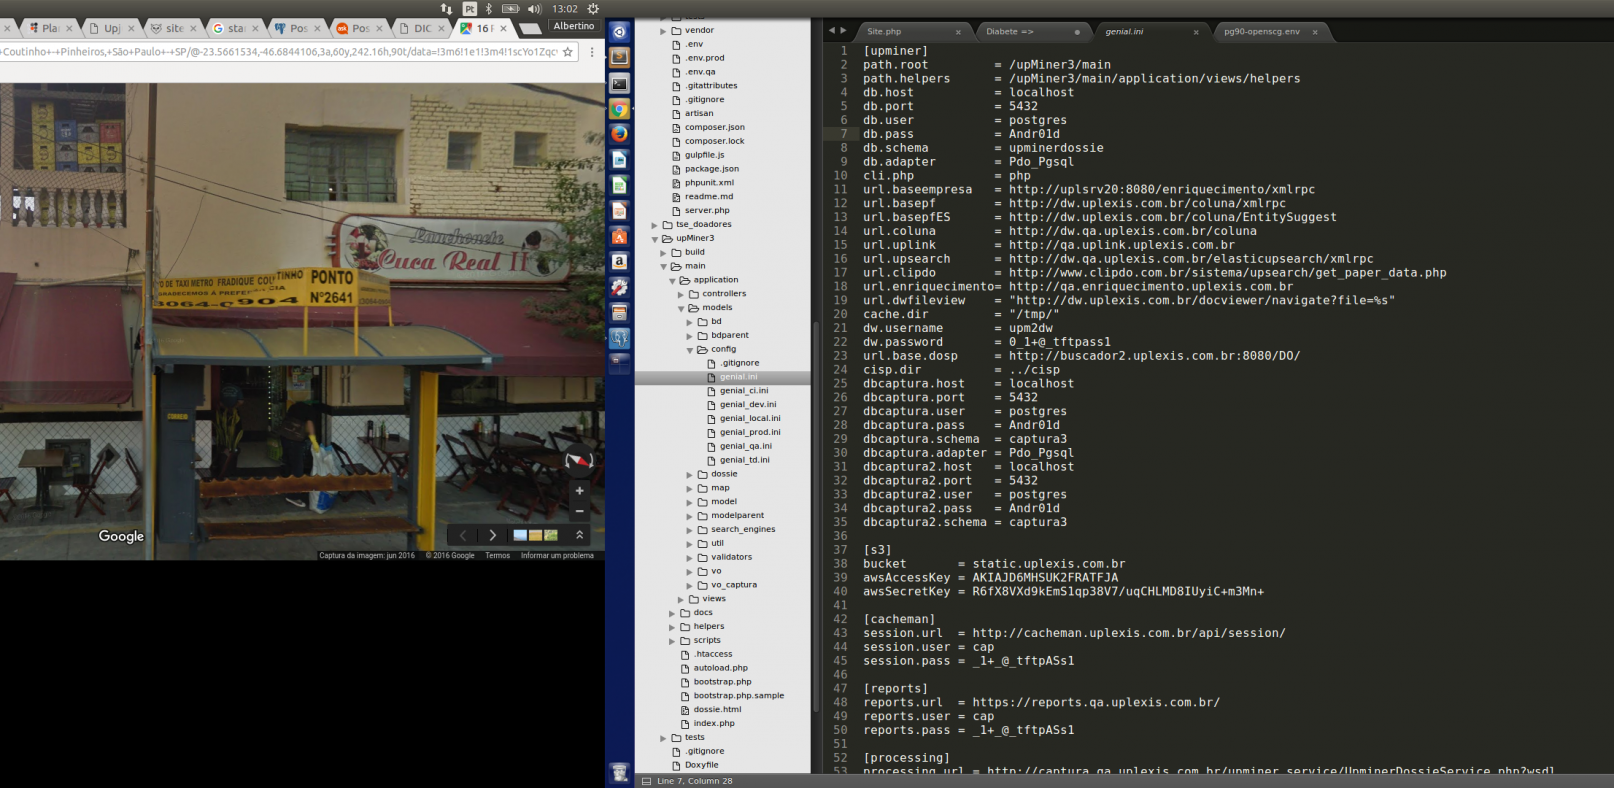 Pt 13:02
Pla
Upj
site
star
Pos
Pos
DIC
16 F
Albertino
Coutinho+-+Pinheiros,+São+Paulo+-+SP/@-23.5661534,-46.6844106,3a,60y,242.16h,90t/data=!3m6!1e1!3m4!1scYo1Zqc
Lanchonete
Cuca Real II
DE TAXI METRO FRADIQUE COUTINHO
AGRADECEMOS A PREFEITURA
3064-0904
PONTO
Nº2641
Google
Captura da imagem: jun 2016 © 2016 Google Termos Informar um problema
tests
vendor
.env
.env.prod
.env.qa
.gitattributes
.gitignore
artisan
composer.json
composer.lock
gulpfile.js
package.json
phpunit.xml
readme.md
server.php
tse_doadores
upMiner3
build
main
application
controllers
models
bd
bdparent
config
.gitignore
genial.ini
genial_ci.ini
genial_dev.ini
genial_local.ini
genial_prod.ini
genial_qa.ini
genial_td.ini
dossie
map
model
modelparent
search_engines
util
validators
vo
vo_captura
views
docs
helpers
scripts
.htaccess
autoload.php
bootstrap.php
bootstrap.php.sample
dossie.html
index.php
tests
.gitignore
Doxyfile
Site.php × Diabete => genial.ini × pg90-openscg.env ×
1 [upminer]
2 path.root = /upMiner3/main
3 path.helpers = /upMiner3/main/application/views/helpers
4 db.host = localhost
5 db.port = 5432
6 db.user = postgres
7 db.pass = Andr01d
8 db.schema = upminerdossie
9 db.adapter = Pdo_Pgsql
10 cli.php = php
11 url.baseempresa = http://uplsrv20:8080/enriquecimento/xmlrpc
12 url.basepf = http://dw.uplexis.com.br/coluna/xmlrpc
13 url.basepfES = http://dw.uplexis.com.br/coluna/EntitySuggest
14 url.coluna = http://dw.qa.uplexis.com.br/coluna
15 url.uplink = http://qa.uplink.uplexis.com.br
16 url.upsearch = http://dw.qa.uplexis.com.br/elasticupsearch/xmlrpc
17 url.clipdo = http://www.clipdo.com.br/sistema/upsearch/get_paper_data.php
18 url.enriquecimento= http://qa.enriquecimento.uplexis.com.br
19 url.dwfileview = "http://dw.uplexis.com.br/docviewer/navigate?file=%s"
20 cache.dir = "/tmp/"
21 dw.username = upm2dw
22 dw.password = 0_1+@_tftpass1
23 url.base.dosp = http://buscador2.uplexis.com.br:8080/DO/
24 cisp.dir = ../cisp
25 dbcaptura.host = localhost
26 dbcaptura.port = 5432
27 dbcaptura.user = postgres
28 dbcaptura.pass = Andr01d
29 dbcaptura.schema = captura3
30 dbcaptura.adapter = Pdo_Pgsql
31 dbcaptura2.host = localhost
32 dbcaptura2.port = 5432
33 dbcaptura2.user = postgres
34 dbcaptura2.pass = Andr01d
35 dbcaptura2.schema = captura3
36
37 [s3]
38 bucket = static.uplexis.com.br
39 awsAccessKey = AKIAJD6MHSUK2FRATFJA
40 awsSecretKey = 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
41
42 [cacheman]
43 session.url = http://cacheman.uplexis.com.br/api/session/
44 session.user = cap
45 session.pass = _1+_@_tftpASs1
46
47 [reports]
48 reports.url = https://reports.qa.uplexis.com.br/
49 reports.user = cap
50 reports.pass = _1+_@_tftpASs1
51
52 [processing]
53 processing.url = http://captura.qa.uplexis.com.br/upminer_service/UpminerDossieService.php?wsdl
Line 7, Column 28